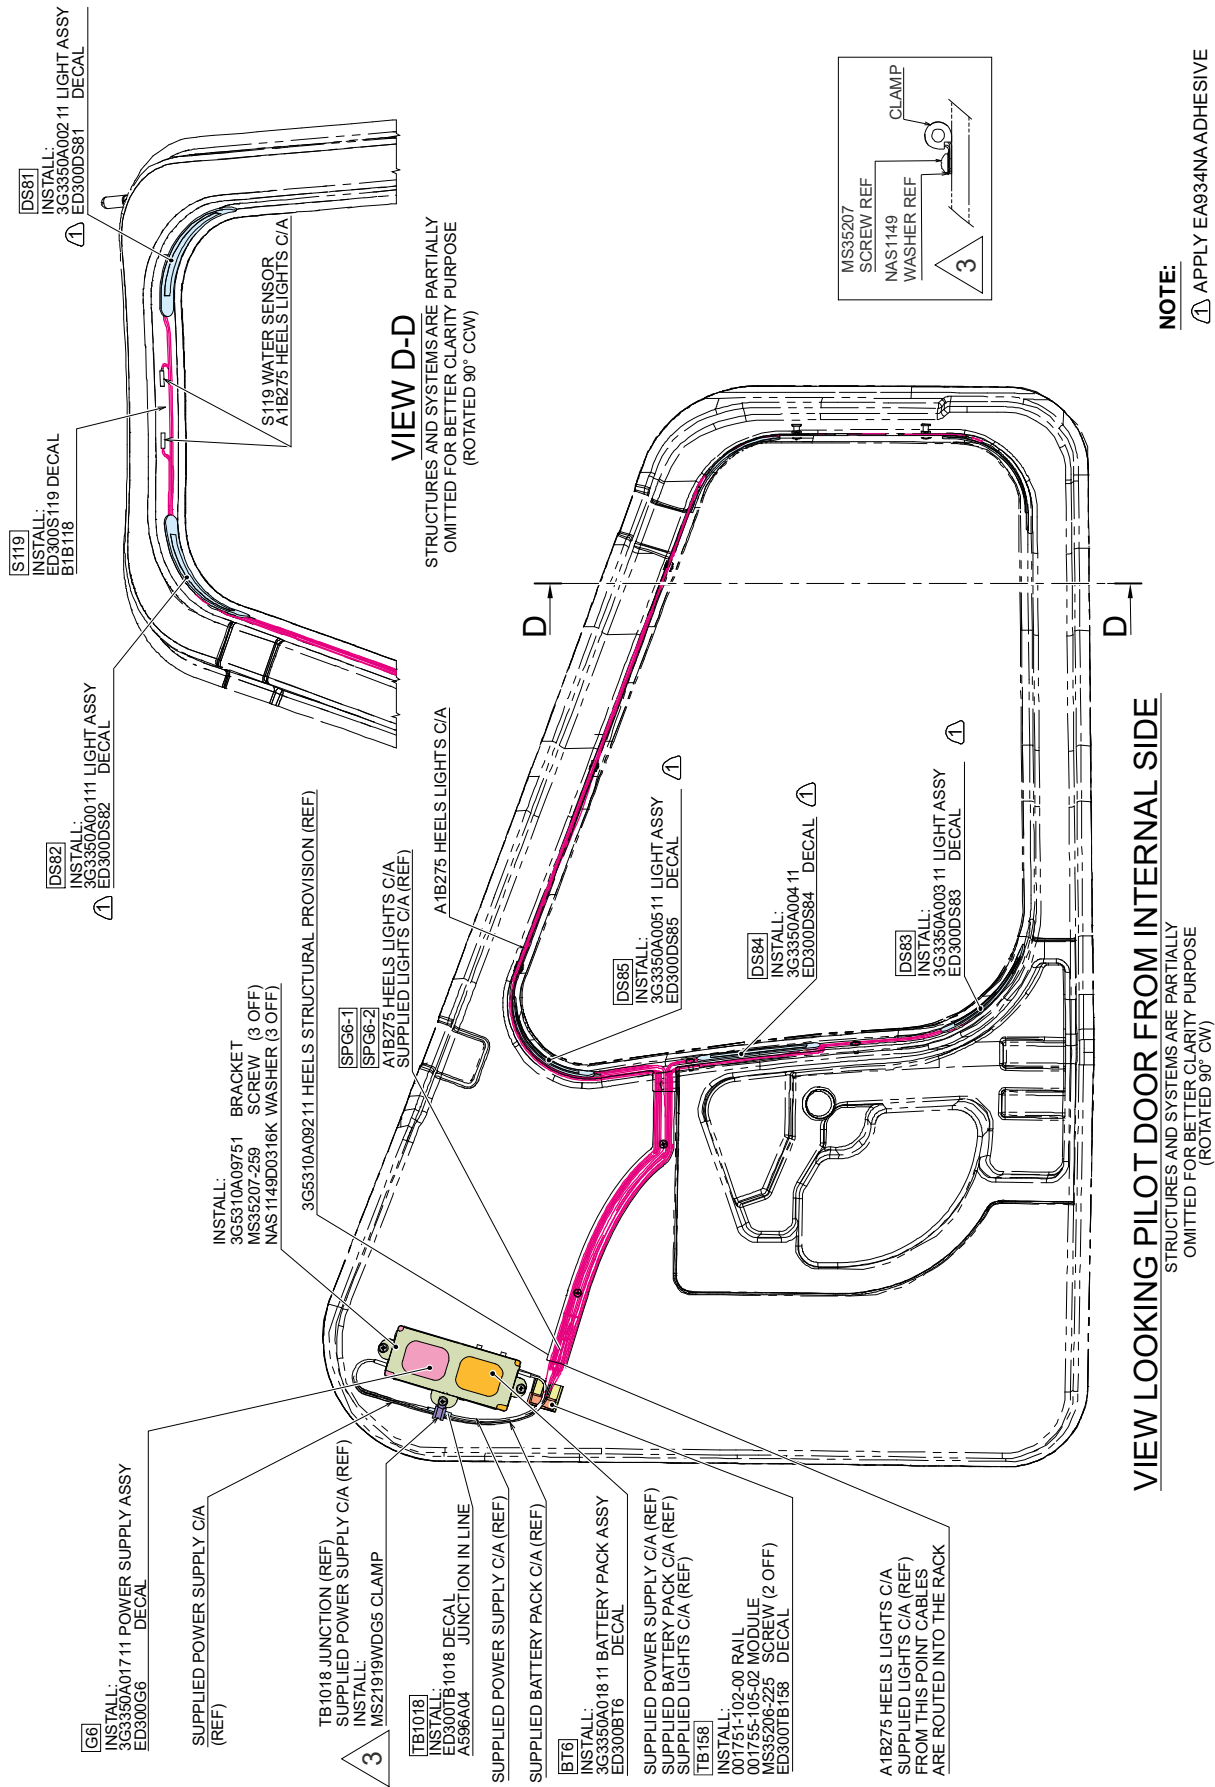 G6
INSTALL:
3G3350A01711 POWER SUPPLY ASSY
ED300G6 DECAL
SUPPLIED POWER SUPPLY C/A
(REF)
TB1018 JUNCTION (REF)
SUPPLIED POWER SUPPLY C/A (REF)
INSTALL:
MS21919WDG5 CLAMP
3
TB1018
INSTALL:
ED300TB1018 DECAL
A596A04 JUNCTION IN LINE
SUPPLIED POWER SUPPLY C/A (REF)
SUPPLIED BATTERY PACK C/A (REF)
BT6
INSTALL:
3G3350A01811 BATTERY PACK ASSY
ED300BT6 DECAL
SUPPLIED POWER SUPPLY C/A (REF)
SUPPLIED BATTERY PACK C/A (REF)
SUPPLIED LIGHTS C/A (REF)
TB158
INSTALL:
001751-102-00 RAIL
001755-105-02 MODULE
MS35206-225 SCREW (2 OFF)
ED300TB158 DECAL
A1B275 HEELS LIGHTS C/A
SUPPLIED LIGHTS C/A (REF)
FROM THIS POINT CABLES
ARE ROUTED INTO THE RACK
INSTALL:
3G5310A09751 BRACKET
MS35207-259 SCREW (3 OFF)
NAS1149D0316K WASHER (3 OFF)
3G5310A09211 HEELS STRUCTURAL PROVISION (REF)
SPG6-1
SPG6-2
A1B275 HEELS LIGHTS C/A
SUPPLIED LIGHTS C/A (REF)
A1B275 HEELS LIGHTS C/A
DS85
INSTALL:
3G3350A00511 LIGHT ASSY
ED300DS85 DECAL
1
DS84
INSTALL:
3G3350A00411
ED300DS84 DECAL
1
DS83
INSTALL:
3G3350A00311 LIGHT ASSY
ED300DS83 DECAL
1
D
D
VIEW LOOKING PILOT DOOR FROM INTERNAL SIDE
STRUCTURES AND SYSTEMS ARE PARTIALLY
OMITTED FOR BETTER CLARITY PURPOSE
(ROTATED 90° CW)
DS82
INSTALL:
3G3350A00111 LIGHT ASSY
ED300DS82 DECAL
1
S119
INSTALL:
ED300S119 DECAL
B1B118
DS81
INSTALL:
3G3350A00211 LIGHT ASSY
ED300DS81 DECAL
1
S119 WATER SENSOR
A1B275 HEELS LIGHTS C/A
VIEW D-D
STRUCTURES AND SYSTEMS ARE PARTIALLY
OMITTED FOR BETTER CLARITY PURPOSE
(ROTATED 90° CCW)
MS35207
SCREW REF
NAS1149
WASHER REF
CLAMP
3
NOTE:
1 APPLY EA934NA ADHESIVE